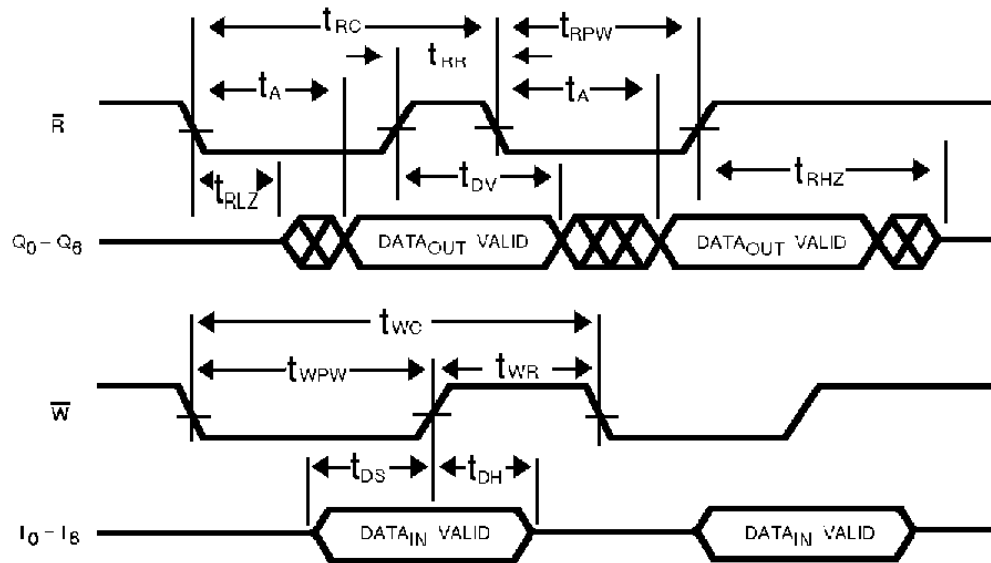 tRC tRPW
tRR
tA tA
R̅
tDV tRHZ
tRLZ
Q0 – Q6 DATAOUT VALID DATAOUT VALID
tWC
tWPW tWR
W̅
tDS tDH
I0 – I8 DATAIN VALID DATAIN VALID